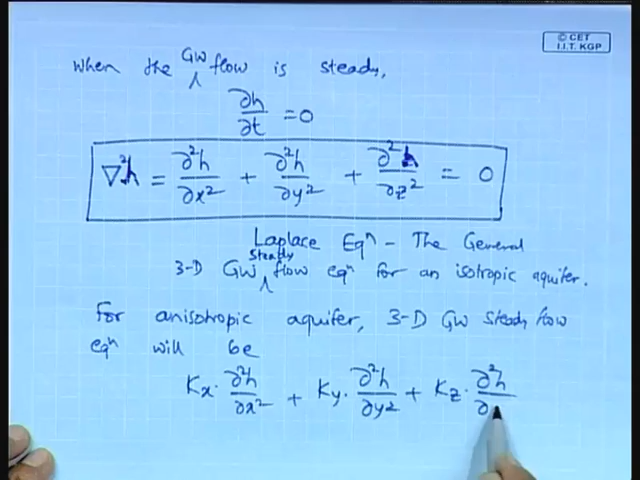 © CET
I.I.T. KGP
When the GW flow is steady,
∂h/∂t = 0
∇²h = ∂²h/∂x² + ∂²h/∂y² + ∂²h/∂z² = 0
Laplace Eqⁿ - The General
3-D GW steady flow eqⁿ for an isotropic aquifer.
For anisotropic aquifer, 3-D GW steady flow
eqⁿ will be
Kx · ∂²h/∂x² + Ky · ∂²h/∂y² + Kz · ∂²h/∂